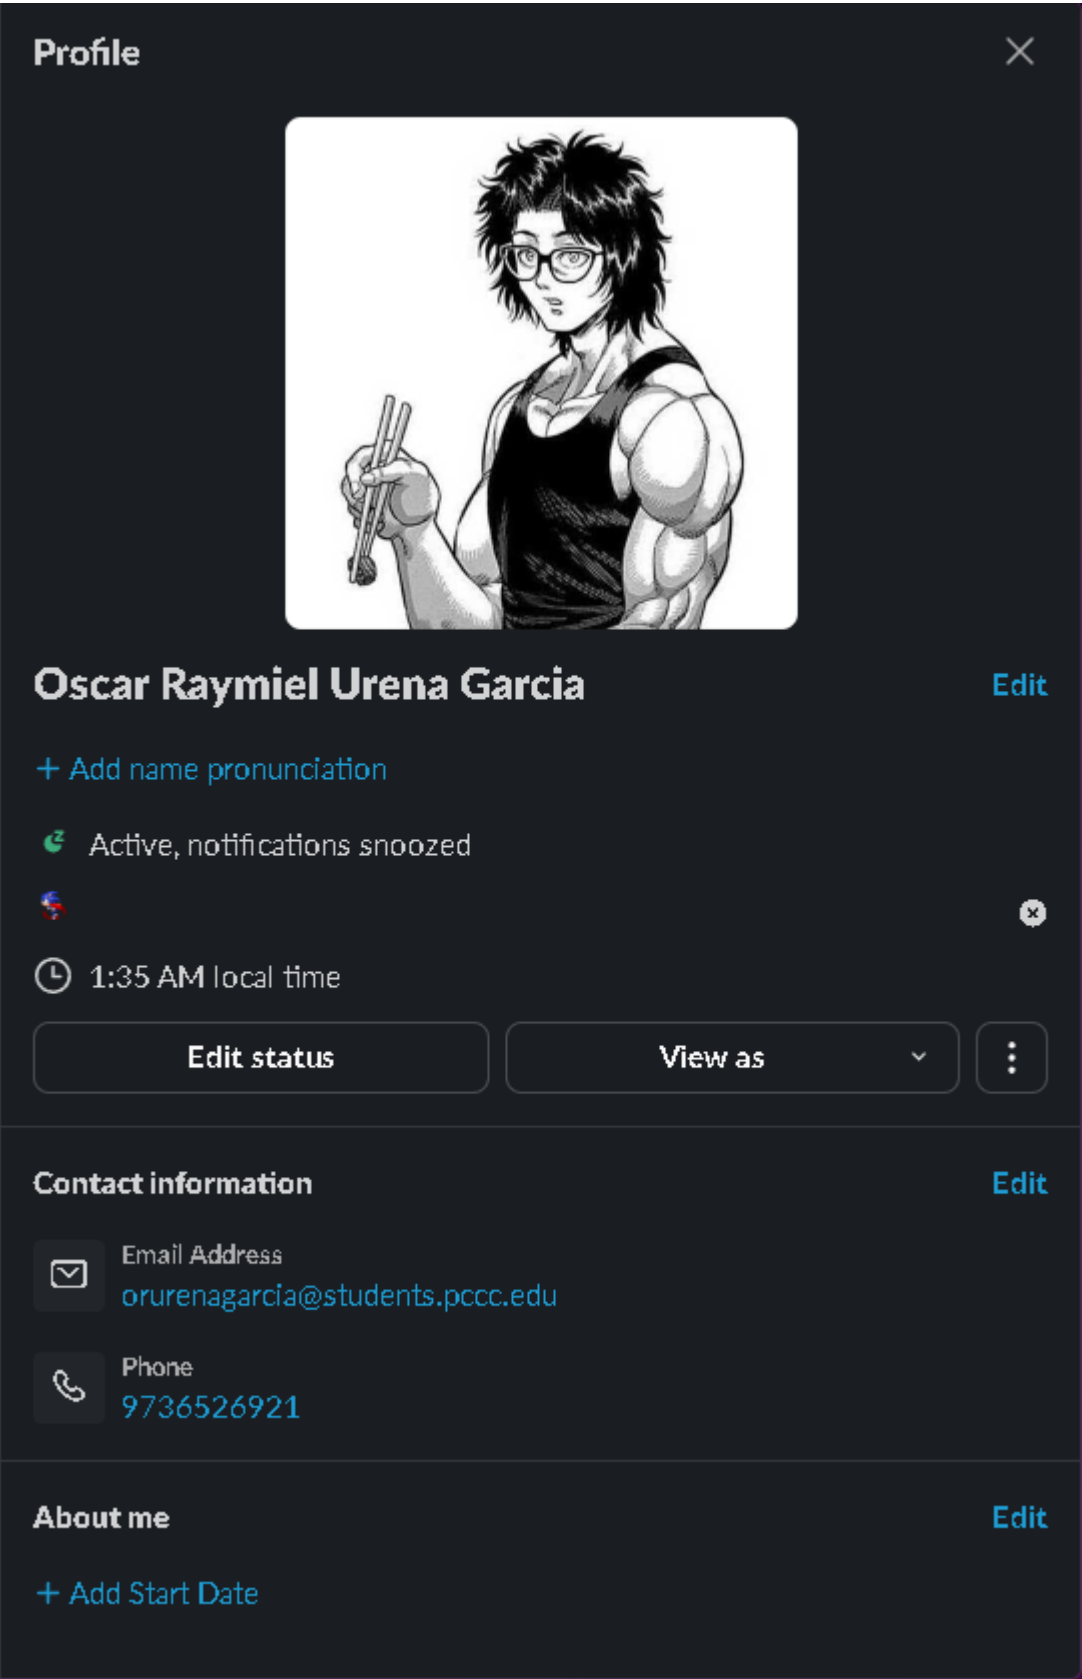 Profile
Oscar Raymiel Urena Garcia
Edit
+ Add name pronunciation
Active, notifications snoozed
1:35 AM local time
Edit status
View as
Contact information
Edit
Email Address
orurenagarcia@students.pccc.edu
Phone
9736526921
About me
Edit
+ Add Start Date